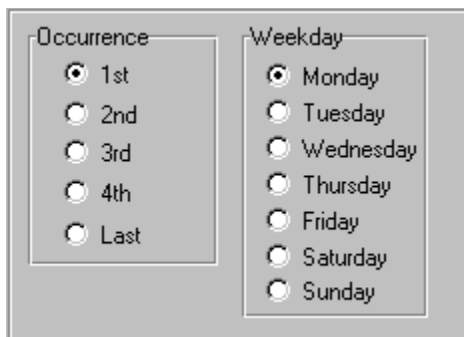 Occurrence
1st
2nd
3rd
4th
Last
Weekday
Monday
Tuesday
Wednesday
Thursday
Friday
Saturday
Sunday